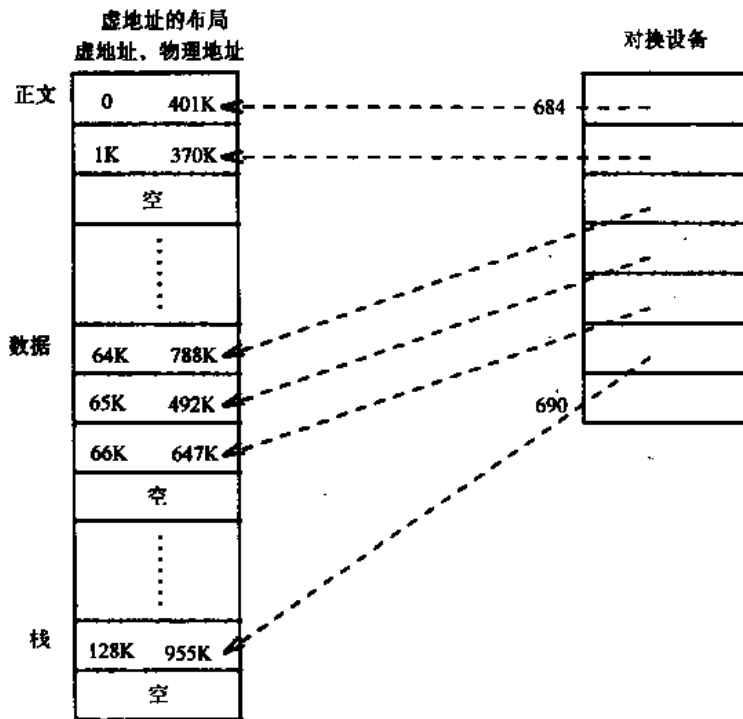 虚地址的布局
虚地址、物理地址
对换设备
正文
0 401K
684
1K 370K
空
数据
64K 788K
65K 492K
690
66K 647K
空
栈
128K 955K
空